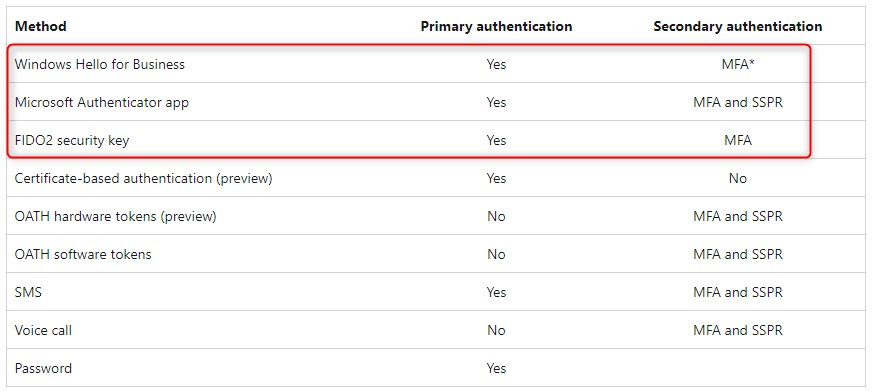 Method Primary authentication Secondary authentication
Windows Hello for Business Yes MFA*
Microsoft Authenticator app Yes MFA and SSPR
FIDO2 security key Yes MFA
Certificate-based authentication (preview) Yes No
OATH hardware tokens (preview) No MFA and SSPR
OATH software tokens No MFA and SSPR
SMS Yes MFA and SSPR
Voice call No MFA and SSPR
Password Yes